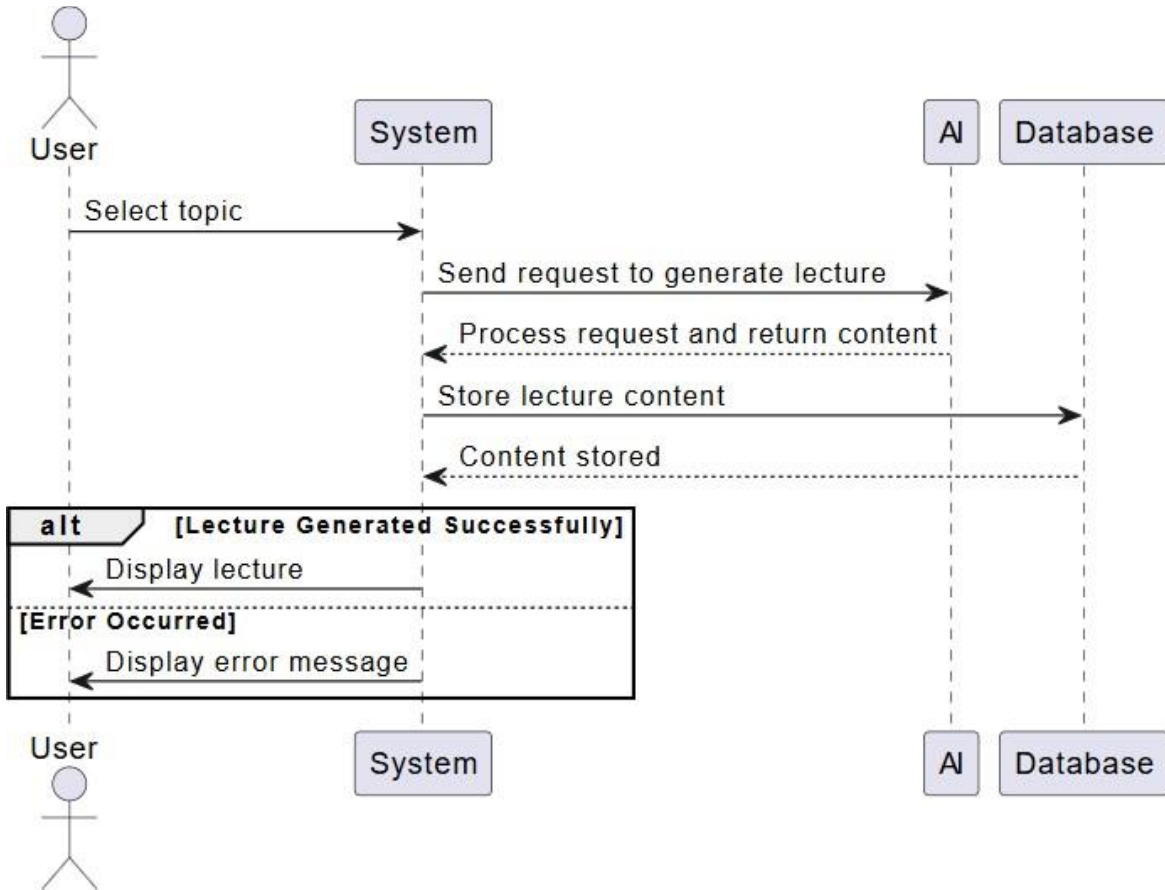 User
System
AI
Database
Select topic
Send request to generate lecture
Process request and return content
Store lecture content
Content stored
alt [Lecture Generated Successfully]
Display lecture
[Error Occurred]
Display error message
User
System
AI
Database